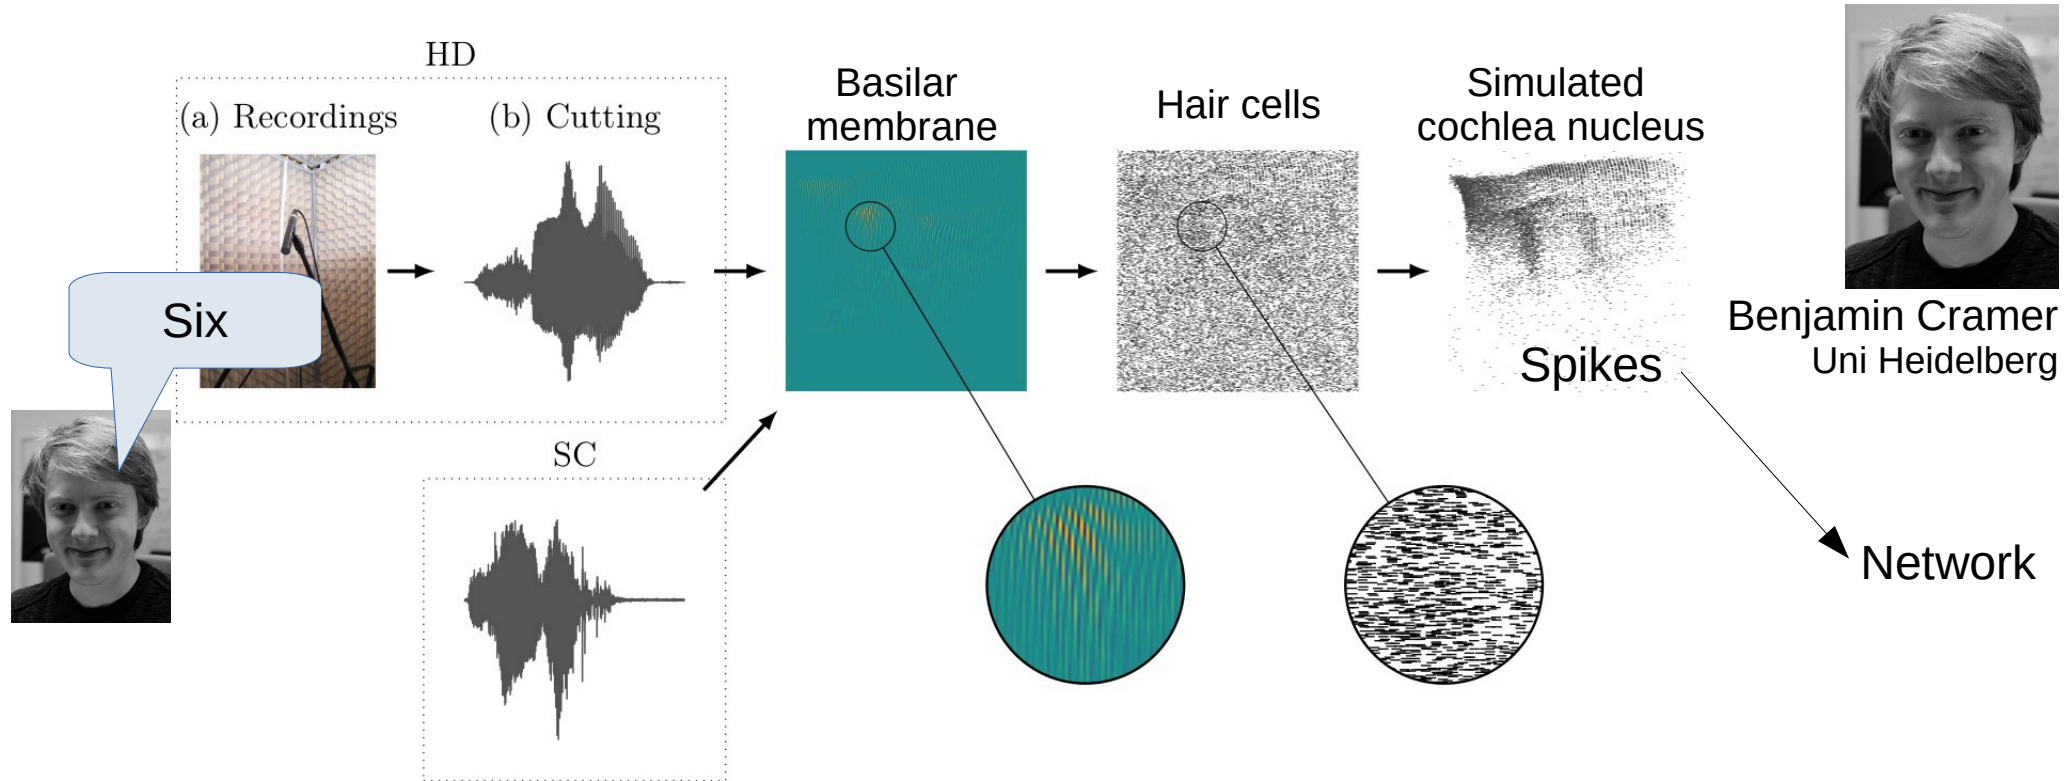 HD
(a) Recordings
(b) Cutting
Six
SC
Basilar
membrane
Hair cells
Simulated
cochlea nucleus
Spikes
Network
Benjamin Cramer
Uni Heidelberg